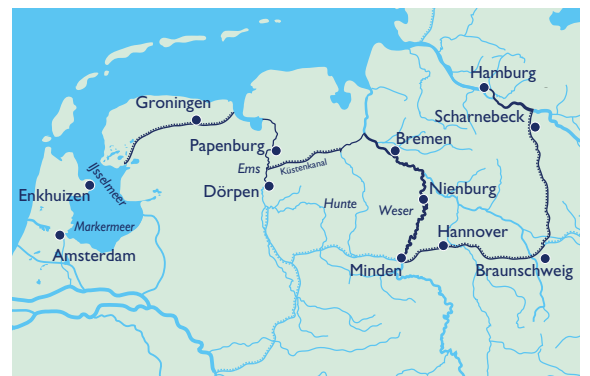 Hamburg
Groningen
Scharnebeck
Papenburg
Bremen
Ems
Küstenkanal
IJsselmeer
Dörpen
Enkhuizen
Nienburg
Hunte
Weser
Markermeer
Hannover
Amsterdam
Minden
Braunschweig